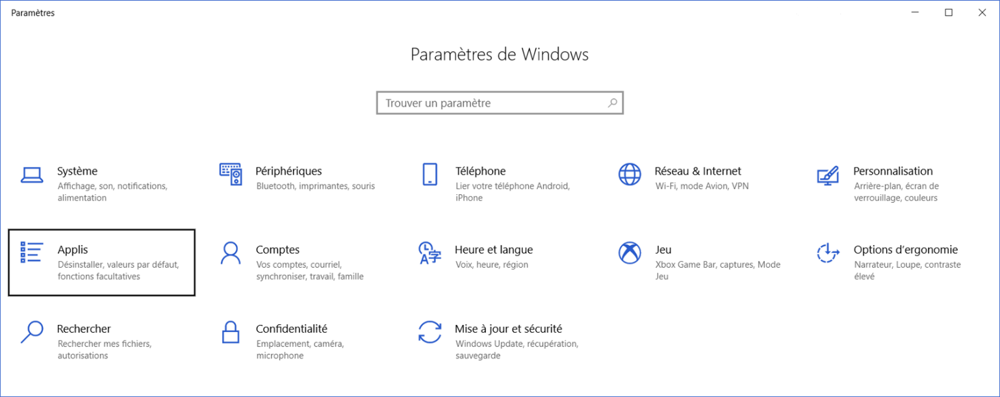 Paramètres
Paramètres de Windows
Trouver un paramètre
Système
Affichage, son, notifications,
alimentation
Périphériques
Bluetooth, imprimantes, souris
Téléphone
Lier votre téléphone Android,
iPhone
Réseau & Internet
Wi-Fi, mode Avion, VPN
Personnalisation
Arrière-plan, écran de
verrouillage, couleurs
Applis
Désinstaller, valeurs par défaut,
fonctions facultatives
Comptes
Vos comptes, courriel,
synchroniser, travail, famille
Heure et langue
Voix, heure, région
Jeu
Xbox Game Bar, captures, Mode
Jeu
Options d’ergonomie
Narrateur, Loupe, contraste
élevé
Rechercher
Rechercher mes fichiers,
autorisations
Confidentialité
Emplacement, caméra,
microphone
Mise à jour et sécurité
Windows Update, récupération,
sauvegarde